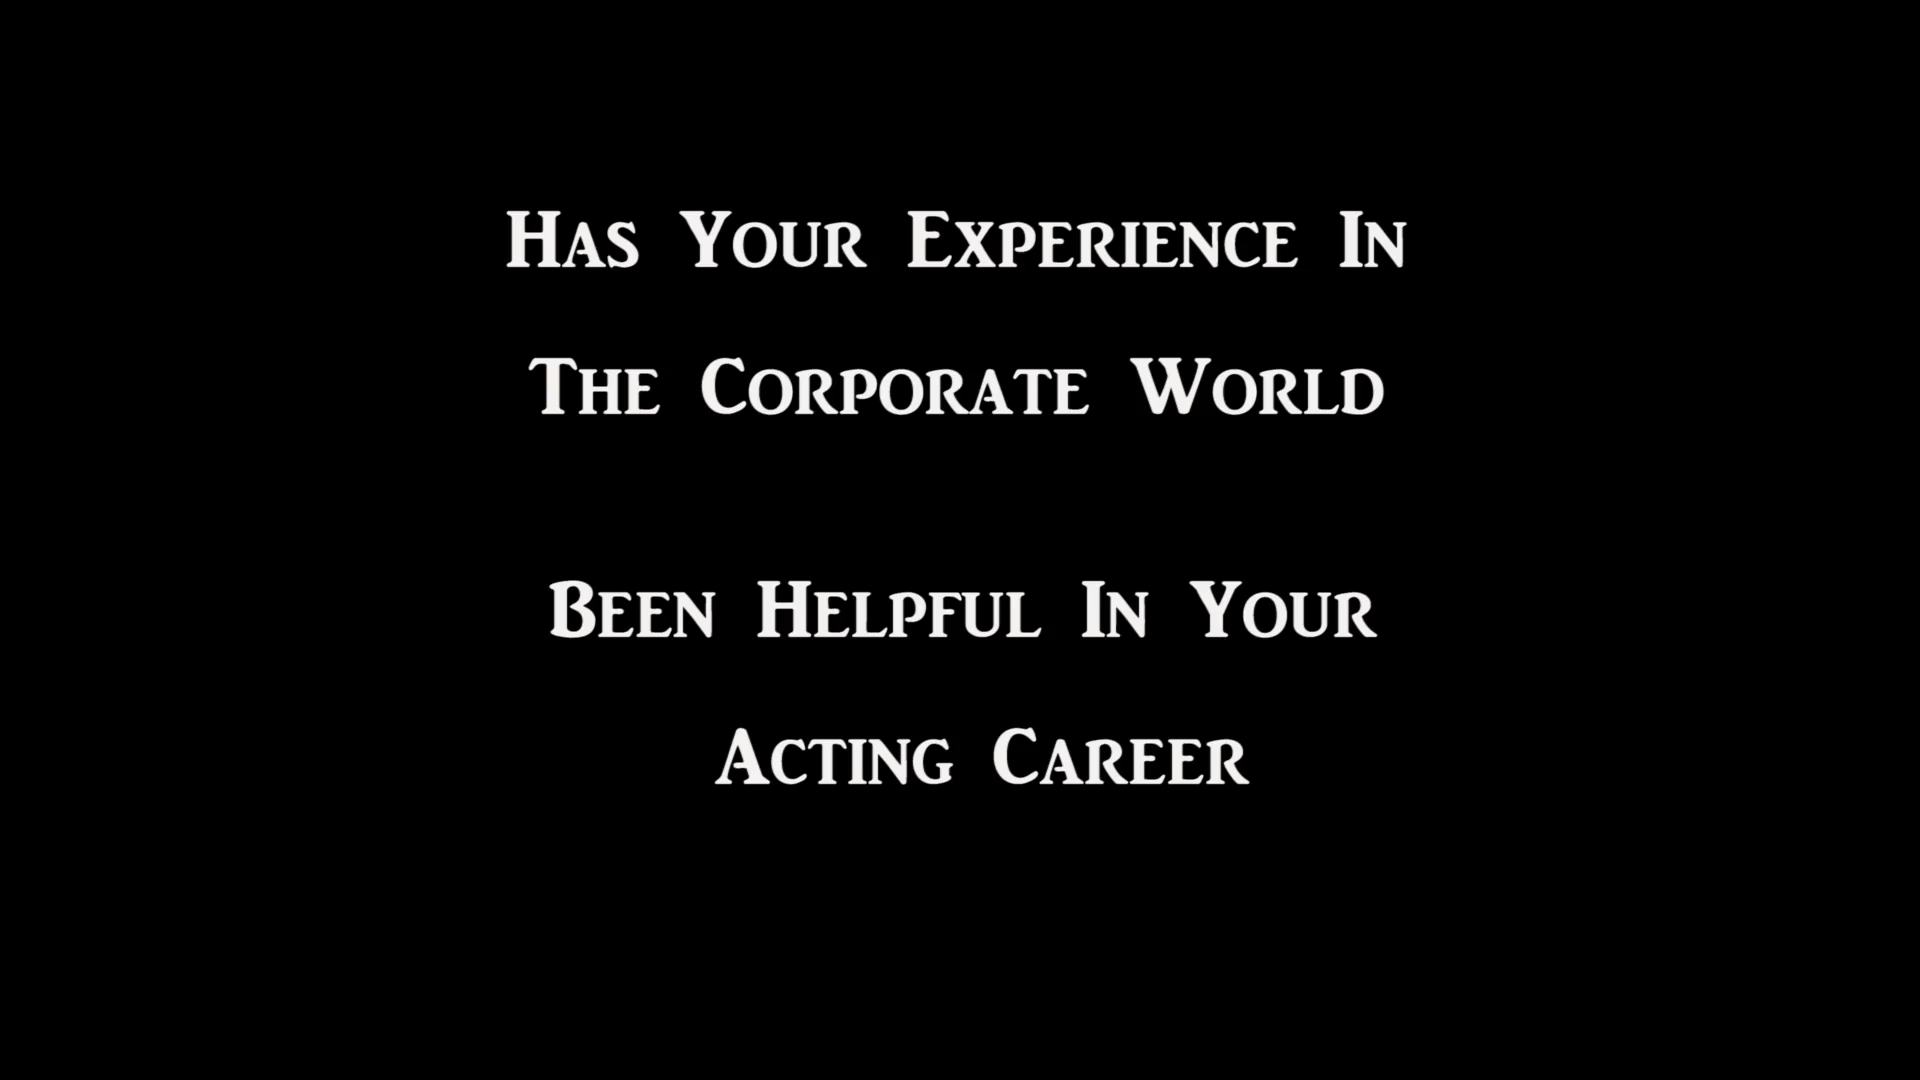 Has Your Experience In
The Corporate World
Been Helpful In Your
Acting Career